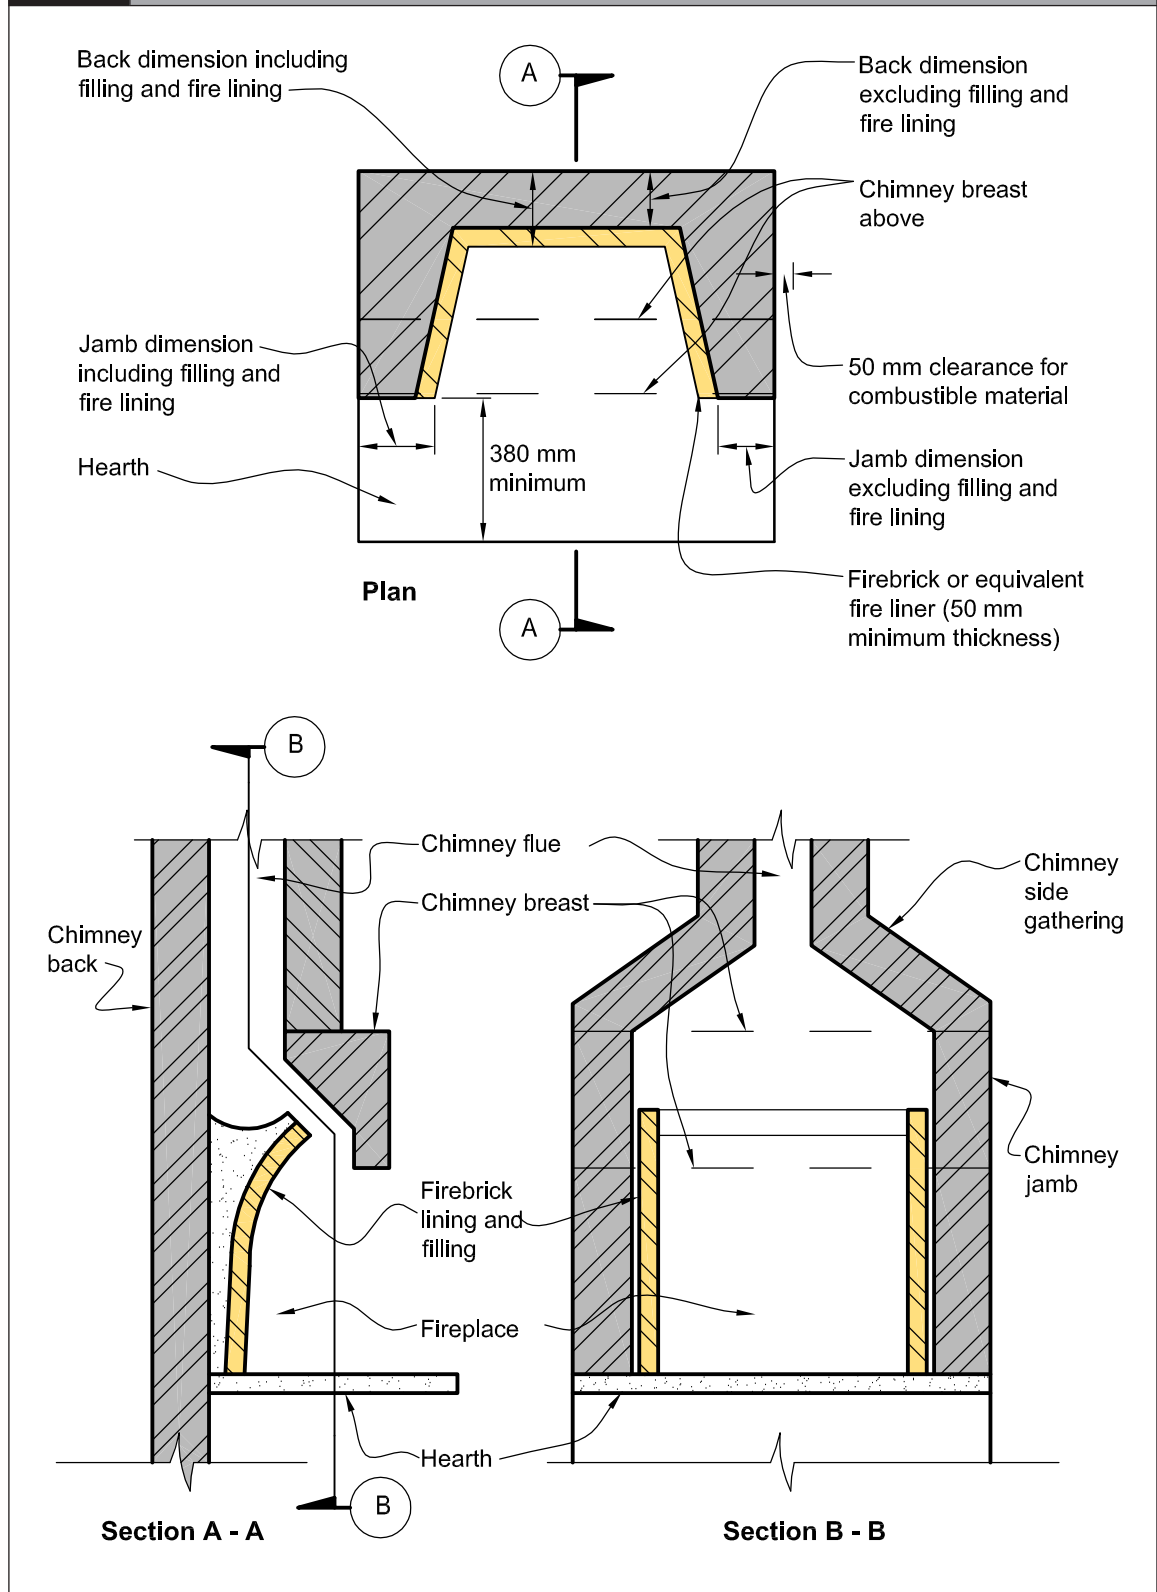 Back dimension including
filling and fire lining
A
Back dimension
excluding filling and
fire lining
Chimney breast
above
Jamb dimension
including filling and
fire lining
50 mm clearance for
combustible material
Hearth
380 mm
minimum
Jamb dimension
excluding filling and
fire lining
Plan
A
Firebrick or equivalent
fire liner (50 mm
minimum thickness)
B
Chimney flue
Chimney
side
gathering
Chimney breast
Chimney
back
Chimney
jamb
Firebrick
lining and
filling
Fireplace
Hearth
B
Section A - A
Section B - B